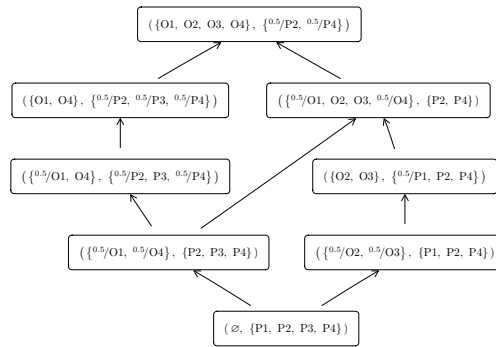 ({O1, O2, O3, O4}, {^0.5/P2, ^0.5/P4})
({O1, O4}, {^0.5/P2, ^0.5/P3, ^0.5/P4})
({^0.5/O1, O2, O3, ^0.5/O4}, {P2, P4})
({^0.5/O1, O4}, {^0.5/P2, P3, ^0.5/P4})
({O2, O3}, {^0.5/P1, P2, P4})
({^0.5/O1, ^0.5/O4}, {P2, P3, P4})
({^0.5/O2, ^0.5/O3}, {P1, P2, P4})
(∅, {P1, P2, P3, P4})